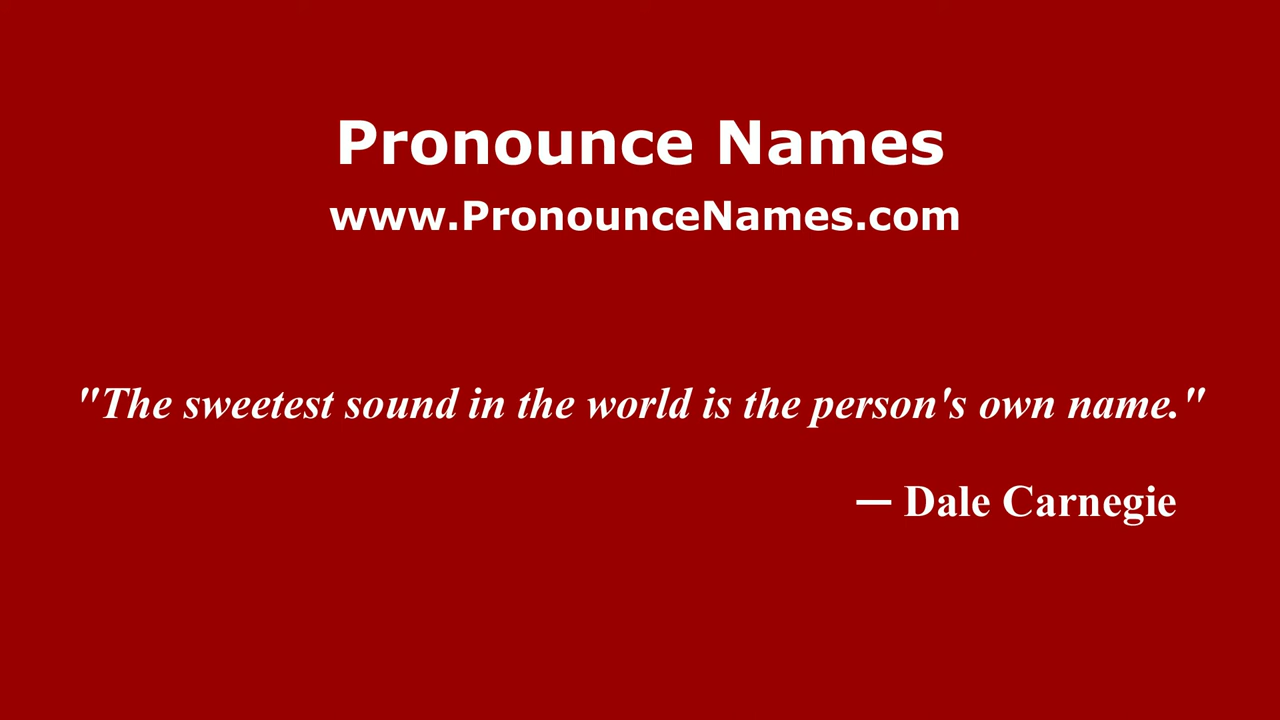 Pronounce Names
www.PronounceNames.com
"The sweetest sound in the world is the person's own name."
— Dale Carnegie